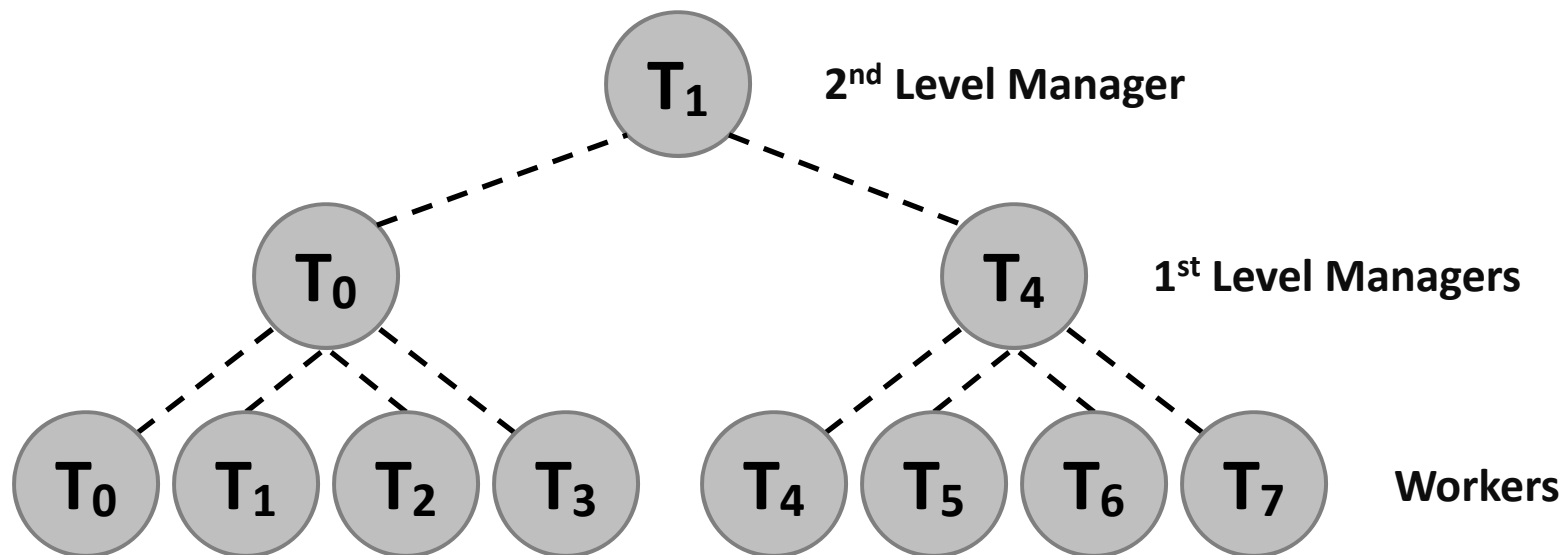 T₁ 2ⁿᵈ Level Manager
T₀ T₄ 1ˢᵗ Level Managers
T₀ T₁ T₂ T₃ T₄ T₅ T₆ T₇ Workers